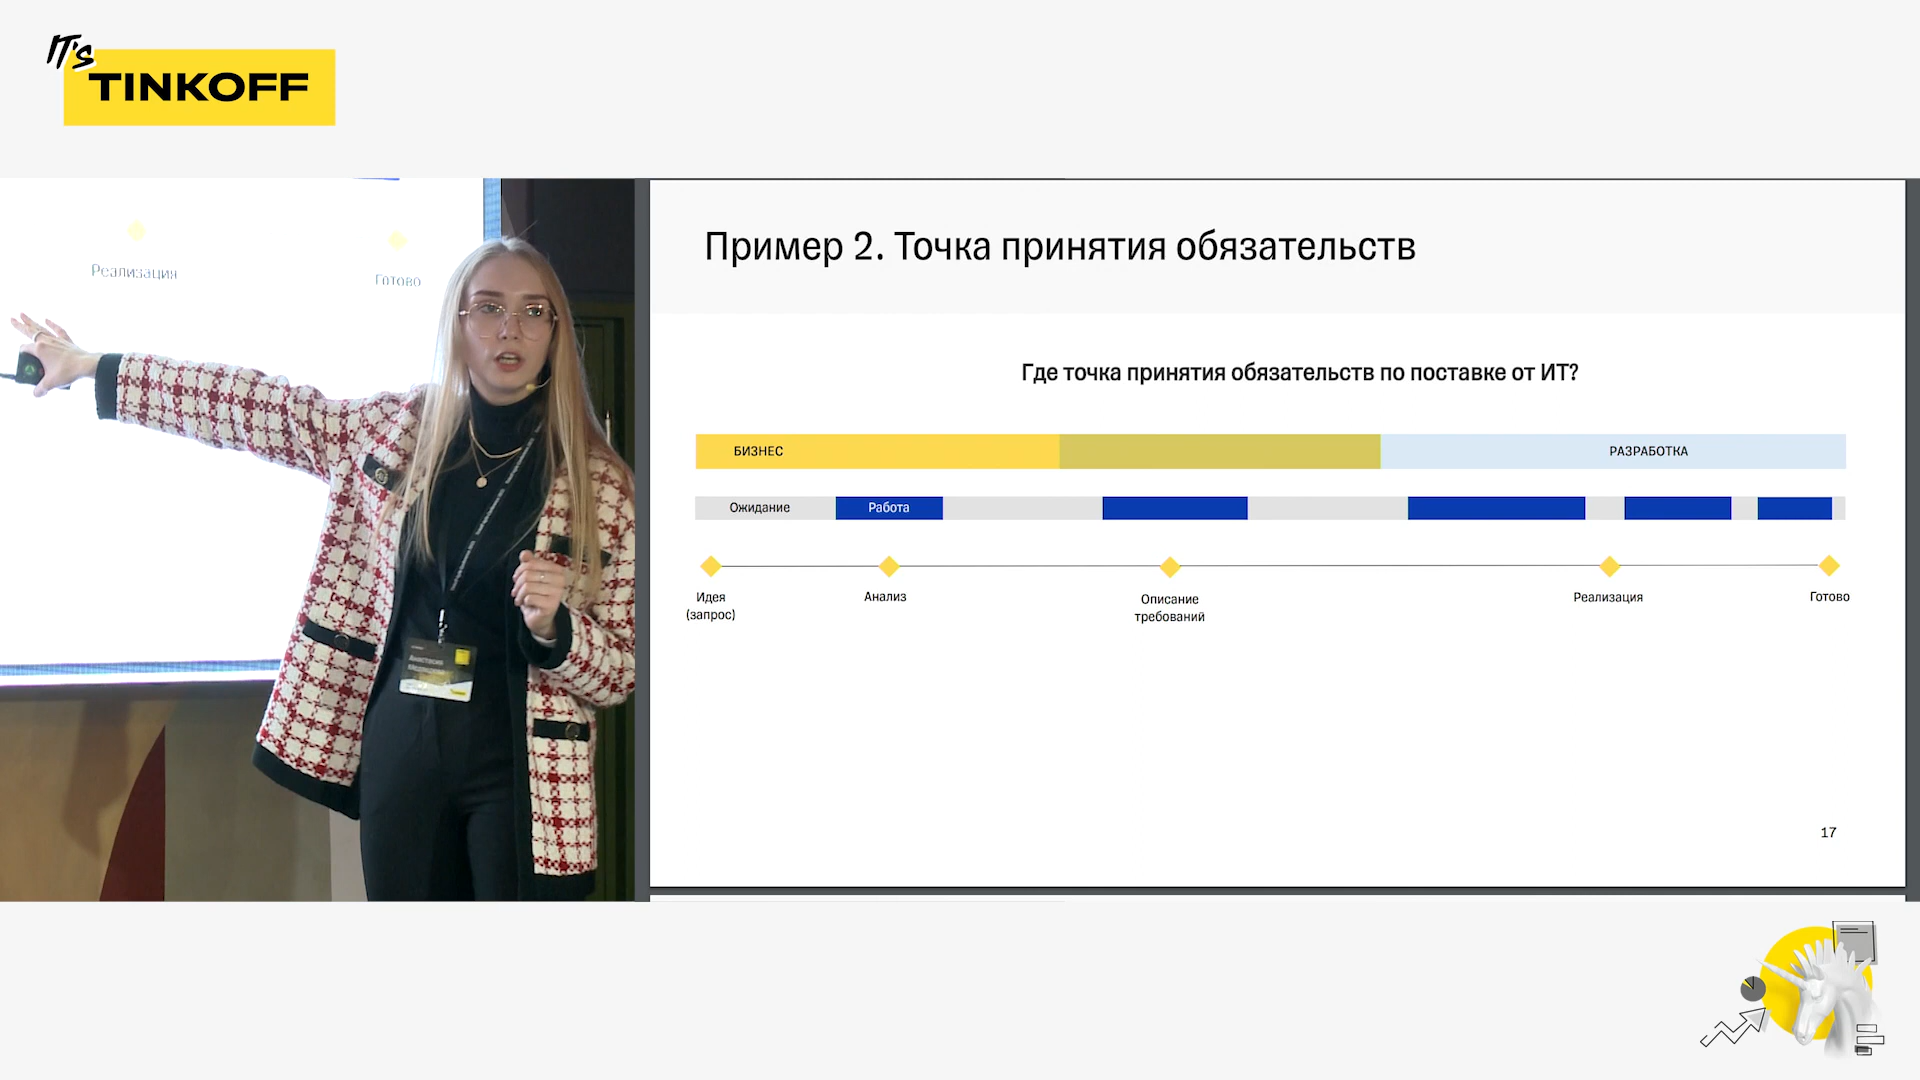 IT's
TINKOFF
Реализация
Готово
Анастасия
Пример 2. Точка принятия обязательств
Где точка принятия обязательств по поставке от ИТ?
БИЗНЕС
РАЗРАБОТКА
Ожидание
Работа
Идея
(запрос)
Анализ
Описание
требований
Реализация
Готово
17